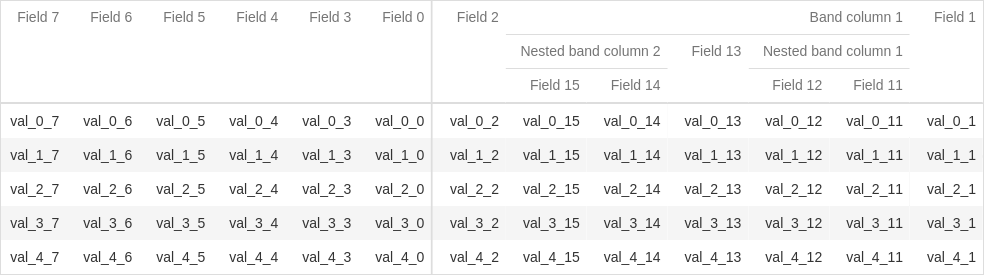 Field 7 Field 6 Field 5 Field 4 Field 3 Field 0 Field 2 Band column 1 Field 1
Nested band column 2 Field 13 Nested band column 1
Field 15 Field 14 Field 12 Field 11
val_0_7 val_0_6 val_0_5 val_0_4 val_0_3 val_0_0 val_0_2 val_0_15 val_0_14 val_0_13 val_0_12 val_0_11 val_0_1
val_1_7 val_1_6 val_1_5 val_1_4 val_1_3 val_1_0 val_1_2 val_1_15 val_1_14 val_1_13 val_1_12 val_1_11 val_1_1
val_2_7 val_2_6 val_2_5 val_2_4 val_2_3 val_2_0 val_2_2 val_2_15 val_2_14 val_2_13 val_2_12 val_2_11 val_2_1
val_3_7 val_3_6 val_3_5 val_3_4 val_3_3 val_3_0 val_3_2 val_3_15 val_3_14 val_3_13 val_3_12 val_3_11 val_3_1
val_4_7 val_4_6 val_4_5 val_4_4 val_4_3 val_4_0 val_4_2 val_4_15 val_4_14 val_4_13 val_4_12 val_4_11 val_4_1